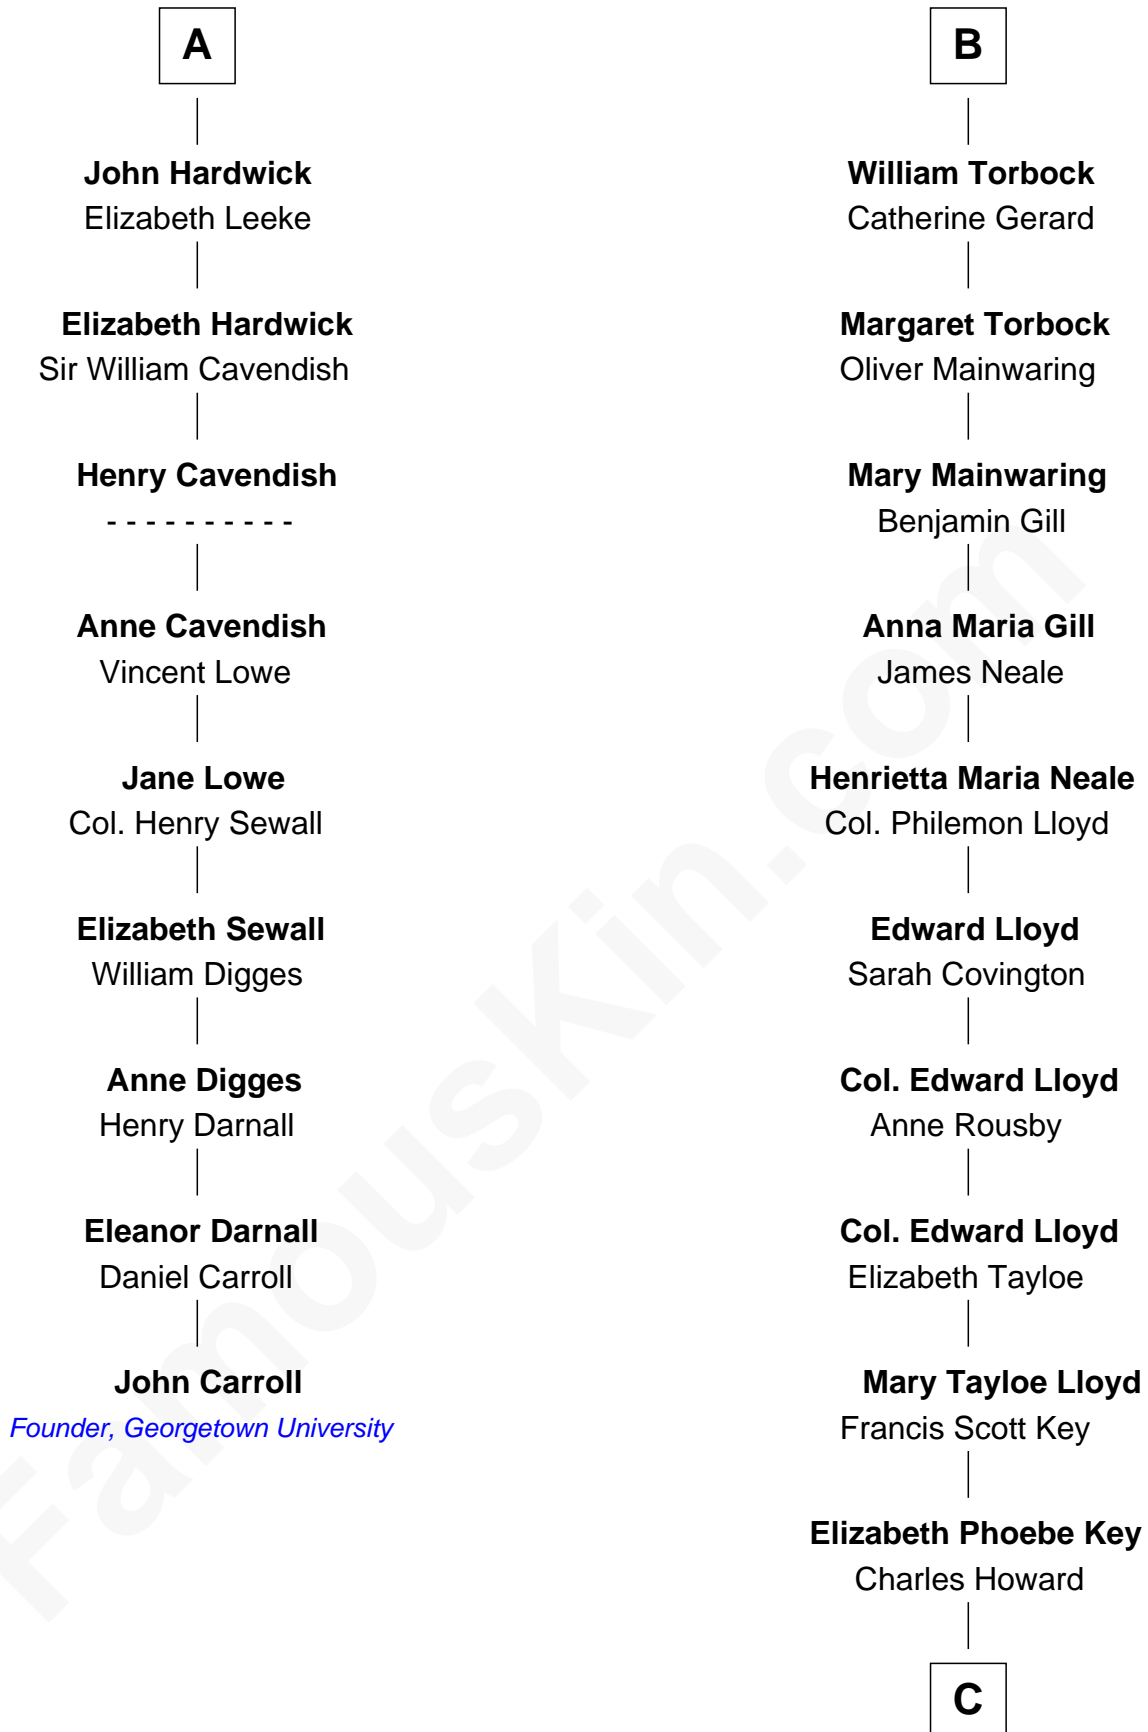 A
John Hardwick
Elizabeth Leeke
Elizabeth Hardwick
Sir William Cavendish
Henry Cavendish
- - - - - - - - - -
Anne Cavendish
Vincent Lowe
Jane Lowe
Col. Henry Sewall
Elizabeth Sewall
William Digges
Anne Digges
Henry Darnall
Eleanor Darnall
Daniel Carroll
John Carroll
Founder, Georgetown University
B
William Torbock
Catherine Gerard
Margaret Torbock
Oliver Mainwaring
Mary Mainwaring
Benjamin Gill
Anna Maria Gill
James Neale
Henrietta Maria Neale
Col. Philemon Lloyd
Edward Lloyd
Sarah Covington
Col. Edward Lloyd
Anne Rousby
Col. Edward Lloyd
Elizabeth Tayloe
Mary Tayloe Lloyd
Francis Scott Key
Elizabeth Phoebe Key
Charles Howard
C
FamousKin.com